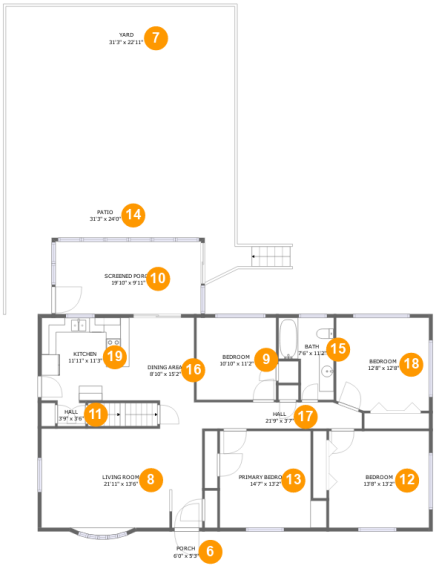 YARD
31'3" x 22'11"
7
PATIO
31'3" x 24'0"
14
SCREENED PORC
19'10" x 9'11"
10
KITCHEN
11'11" x 11'3"
19
DINING AREA
8'10" x 15'2"
16
BEDROOM
10'10" x 11'2"
9
BATH
7'6" x 11'2"
15
BEDROOM
12'8" x 12'8"
18
HALL
3'9" x 3'6"
11
HALL
21'9" x 3'7"
17
LIVING ROOM
21'11" x 13'6"
8
PRIMARY BEDRO
14'7" x 13'2"
13
BEDROOM
13'8" x 13'2"
12
PORCH
6'0" x 5'3"
6